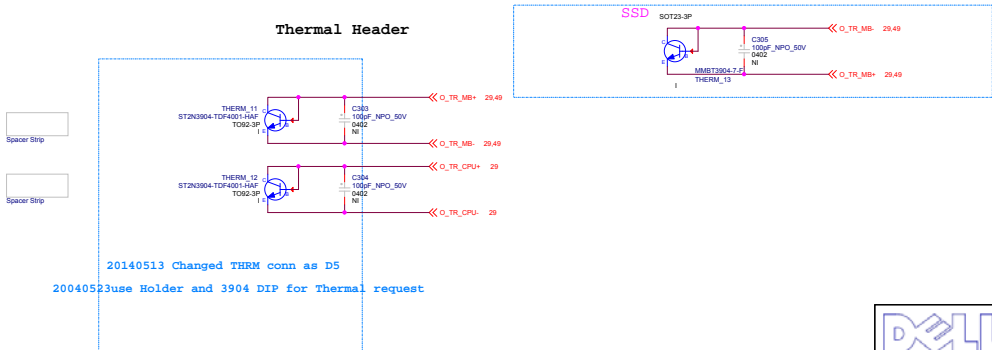 Thermal Header
SSD
SOT23-3P
C
B
E
C305
100pF_NPO_50V
0402
NI
MMBT3904-7-F
THERM_13
I
O_TR_MB- 29,49
O_TR_MB+ 29,49
Spacer Strip
Spacer Strip
THERM_11
ST2N3904-TDF4001-HAF
TO92-3P
I
C
B
E
C303
100pF_NPO_50V
0402
NI
O_TR_MB+ 29,49
O_TR_MB- 29,49
THERM_12
ST2N3904-TDF4001-HAF
TO92-3P
I
C
B
E
C304
100pF_NPO_50V
0402
NI
O_TR_CPU+ 29
O_TR_CPU- 29
20140513 Changed THRM conn as D5
20040523use Holder and 3904 DIP for Thermal request
DELL